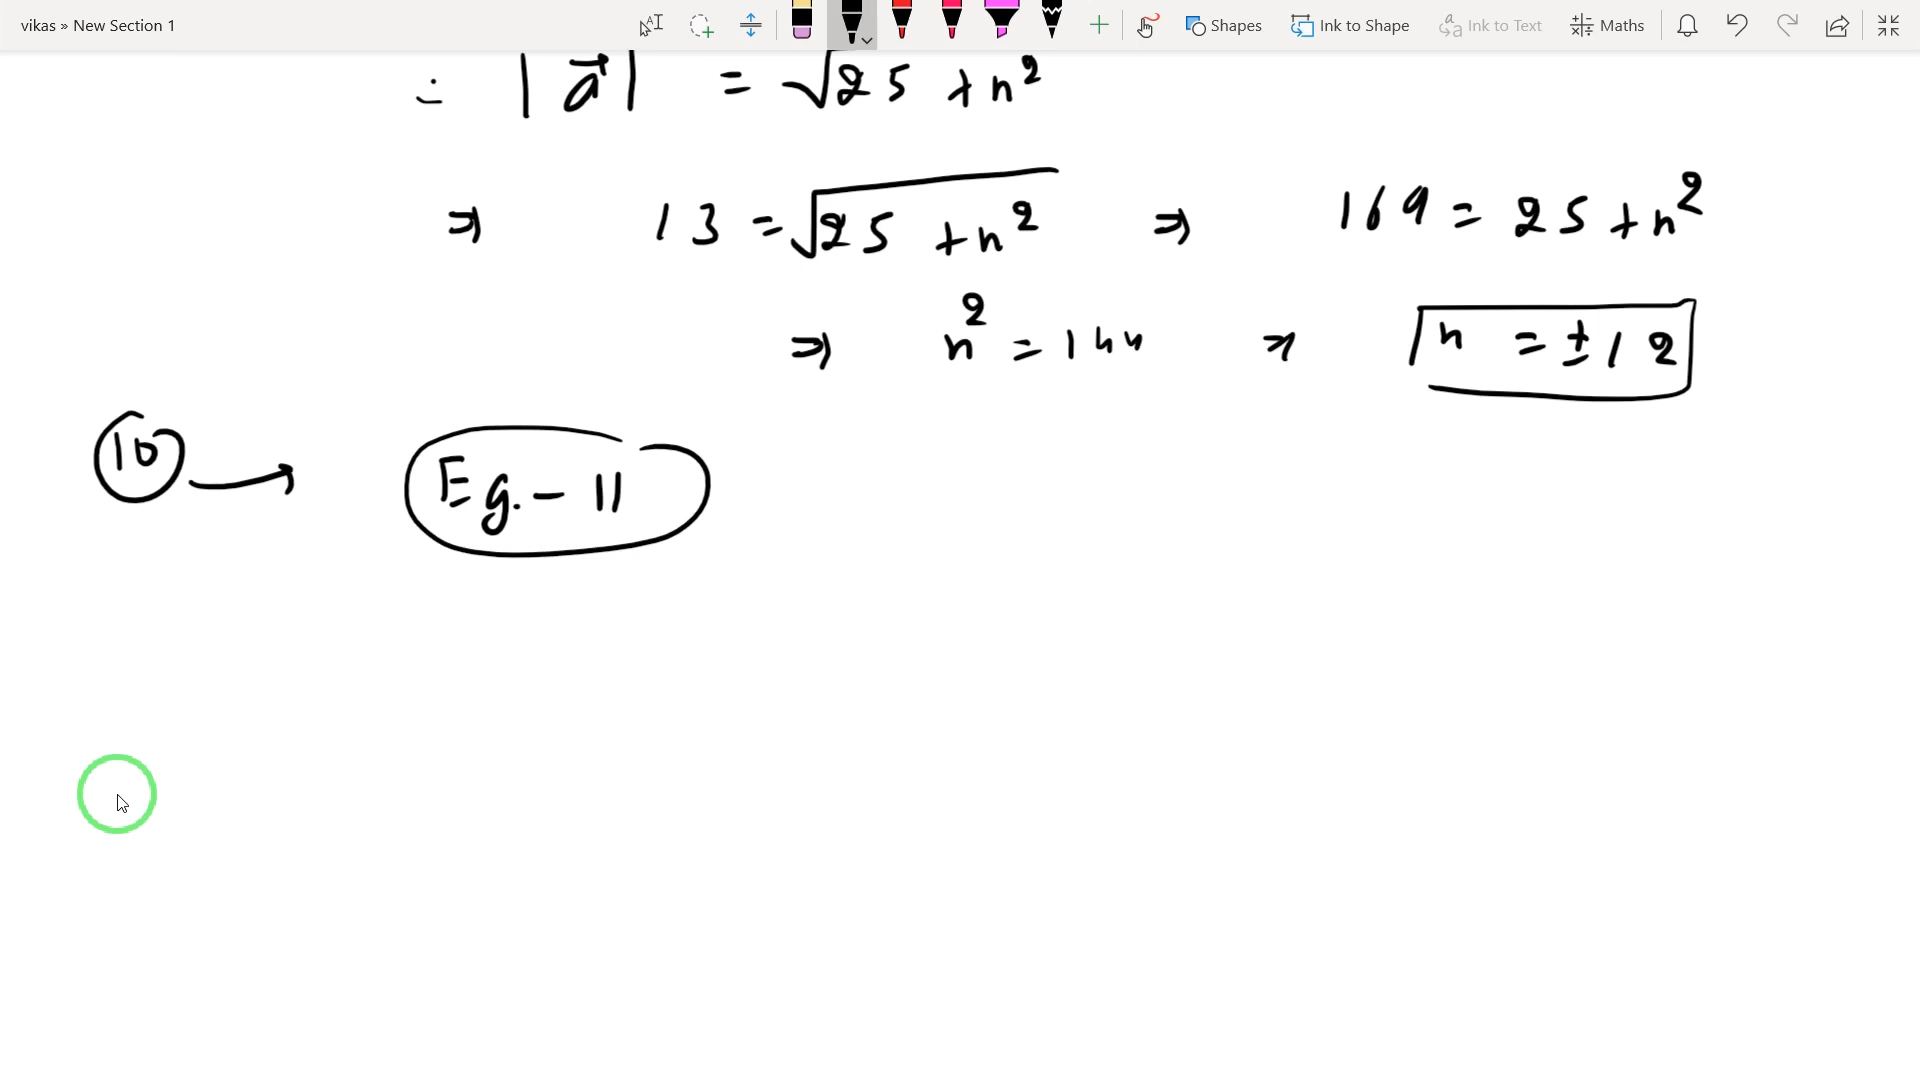 vikas » New Section 1 Shapes Ink to Shape Ink to Text Maths
∴ |a⃗| = √25 + n²
⇒ 13 = √25 + n² ⇒ 169 = 25 + n²
⇒ n² = 144 ⇒ n = ±12
10 → Eg. - 11